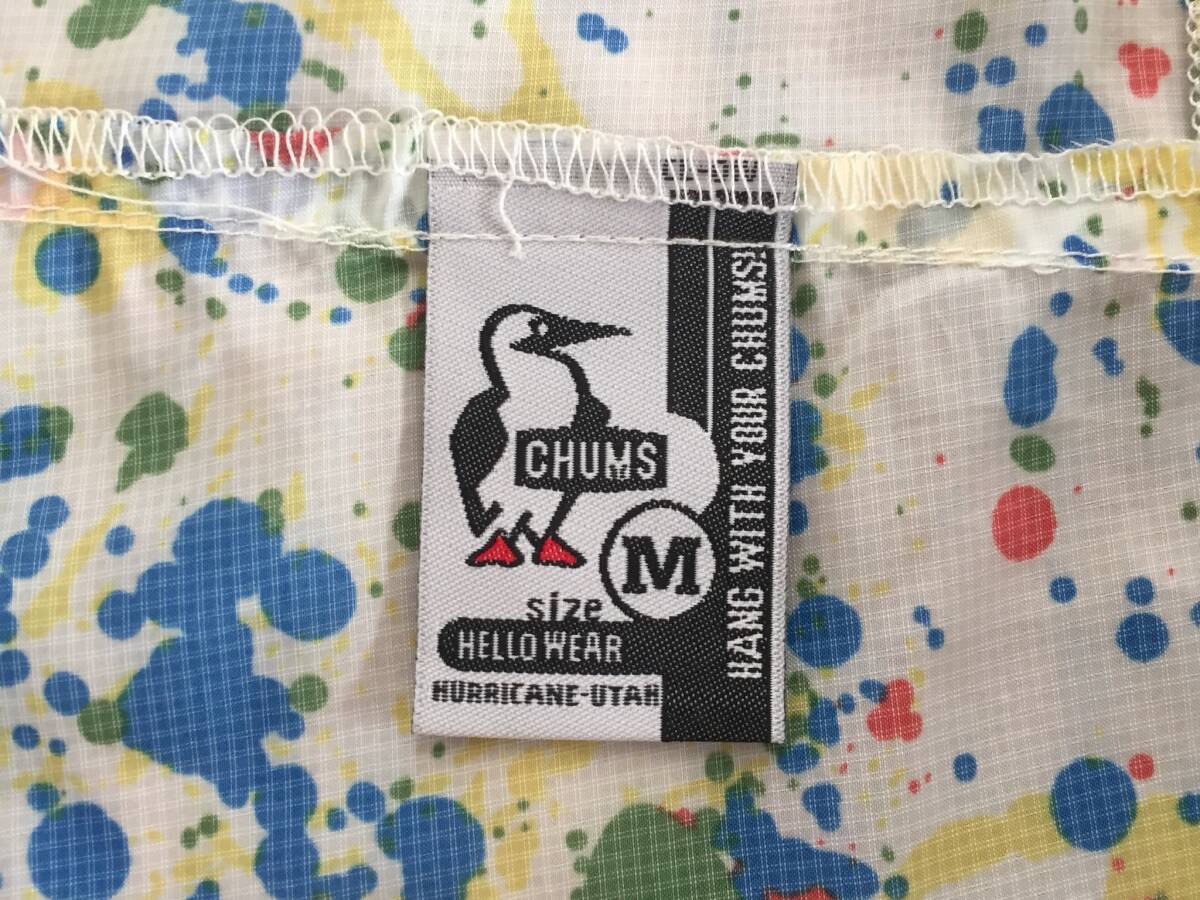 CHUMS
M
size
HELLO WEAR
HURRICANE-UTAH
HANG WITH YOUR CHUMS!